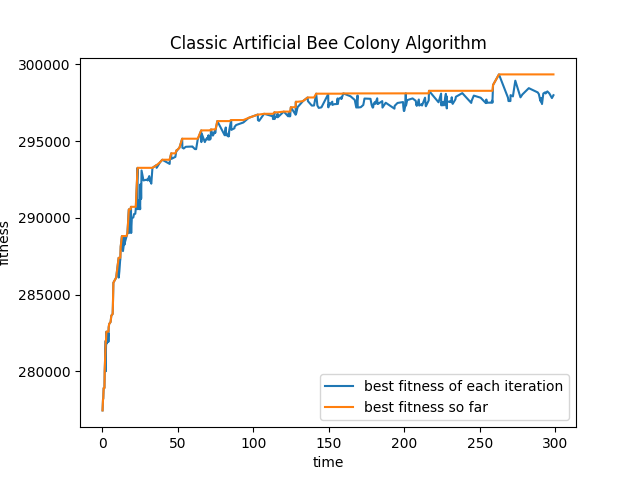 Classic Artificial Bee Colony Algorithm
300000
295000
290000
285000
280000
fitness
best fitness of each iteration
best fitness so far
0 50 100 150 200 250 300
time